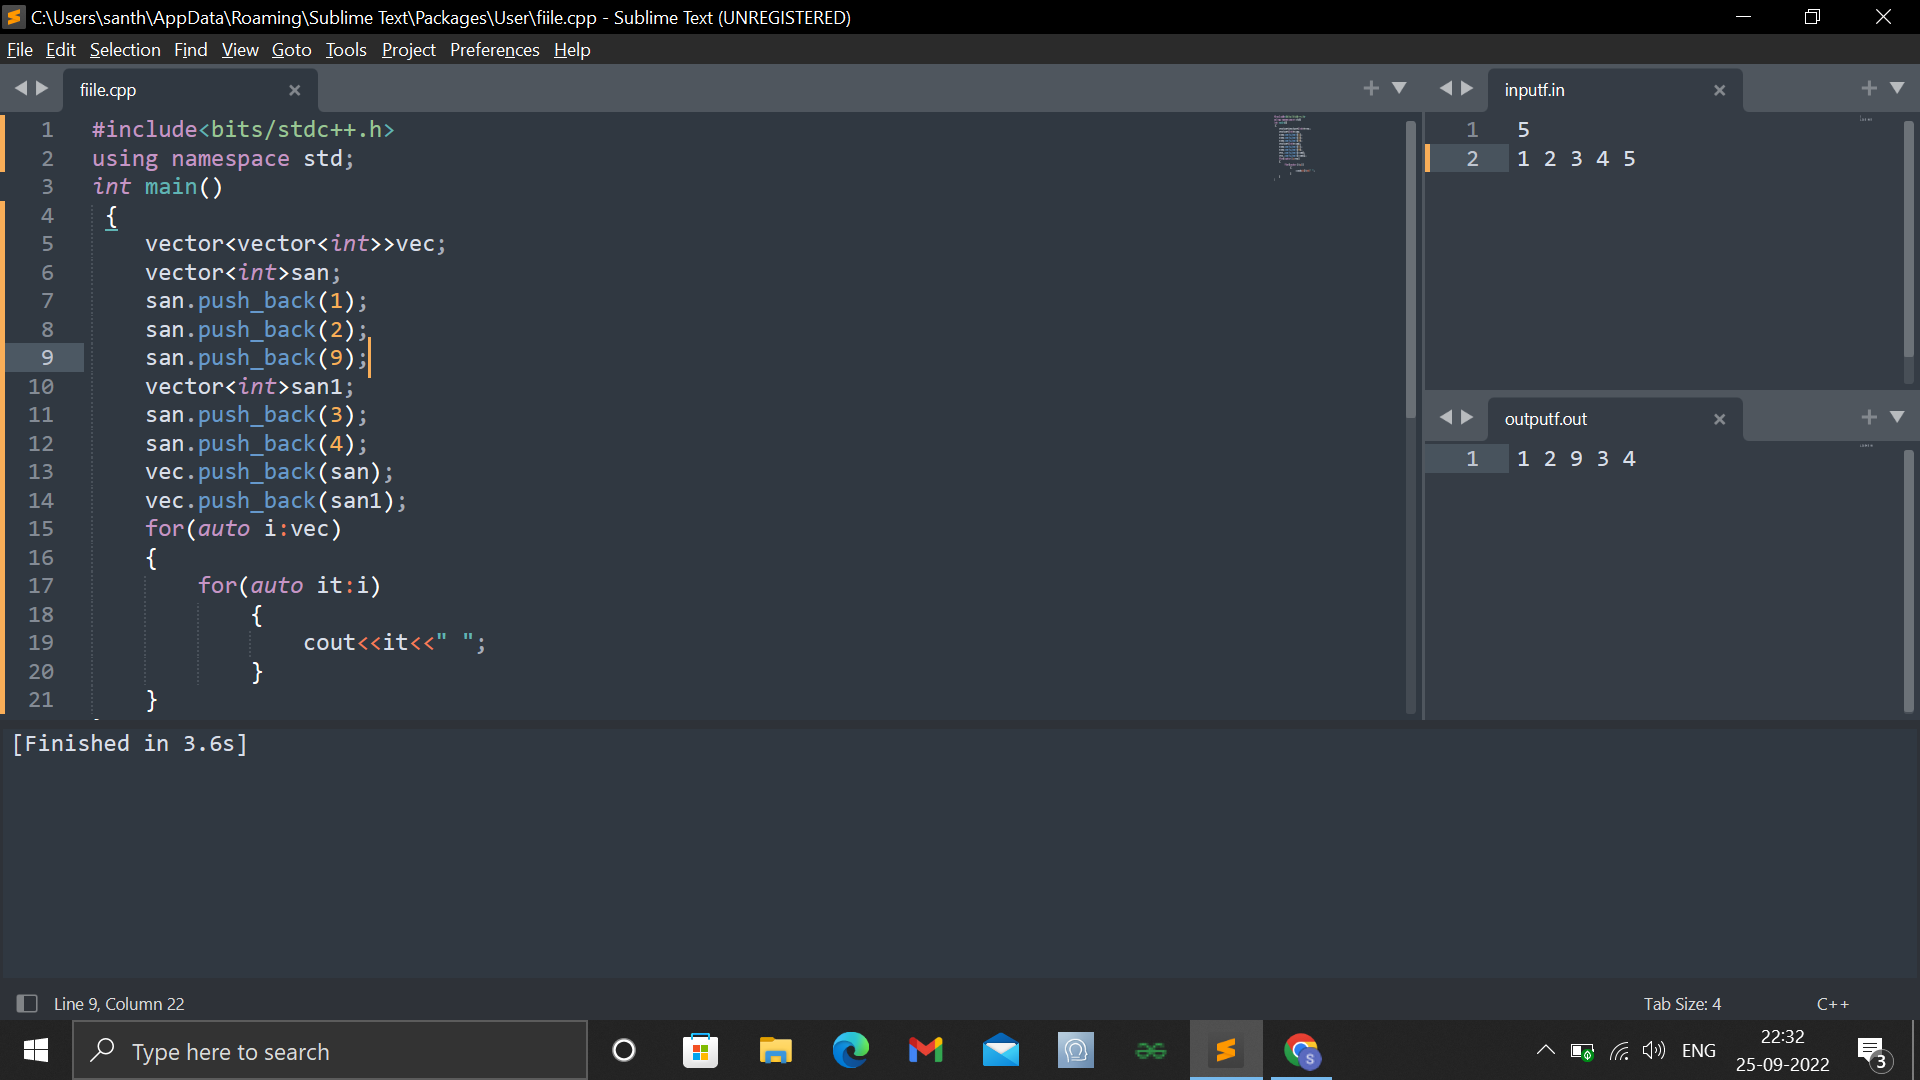 C:\Users\santh\AppData\Roaming\Sublime Text\Packages\User\fiile.cpp - Sublime Text (UNREGISTERED)
File Edit Selection Find View Goto Tools Project Preferences Help
fiile.cpp
1 #include<bits/stdc++.h>
2 using namespace std;
3 int main()
4 {
5 vector<vector<int>>vec;
6 vector<int>san;
7 san.push_back(1);
8 san.push_back(2);
9 san.push_back(9);
10 vector<int>san1;
11 san.push_back(3);
12 san.push_back(4);
13 vec.push_back(san);
14 vec.push_back(san1);
15 for(auto i:vec)
16 {
17 for(auto it:i)
18 {
19 cout<<it<<" ";
20 }
21 }
inputf.in
1 5
2 1 2 3 4 5
outputf.out
1 1 2 9 3 4
[Finished in 3.6s]
Line 9, Column 22
Tab Size: 4
C++
Type here to search
S
ENG
22:32
25-09-2022
3